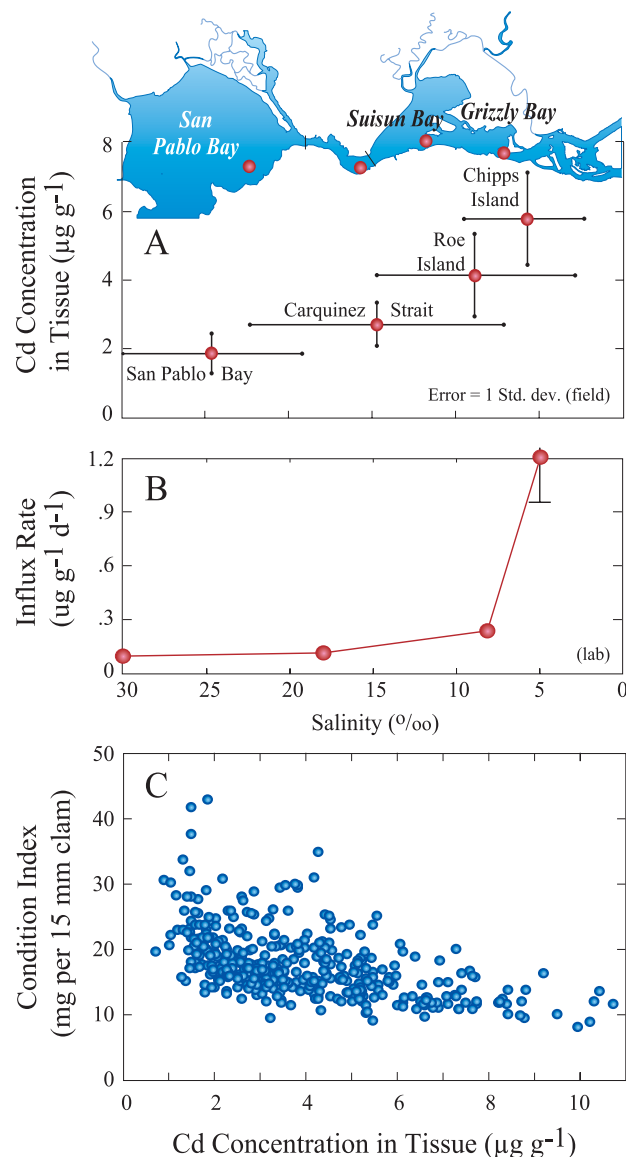 San
Pablo Bay
Suisun Bay
Grizzly Bay
Cd Concentration
in Tissue (µg g-1)
8
6
4
2
0
A
Chipps
Island
Roe
Island
Carquinez Strait
San Pablo Bay
Error = 1 Std. dev. (field)
Influx Rate
(ug g-1 d-1)
1.2
.9
.6
.3
0
B
(lab)
30 25 20 15 10 5 0
Salinity (o/oo)
Condition Index
(mg per 15 mm clam)
50
40
30
20
10
0
C
0 2 4 6 8 10
Cd Concentration in Tissue (µg g-1)